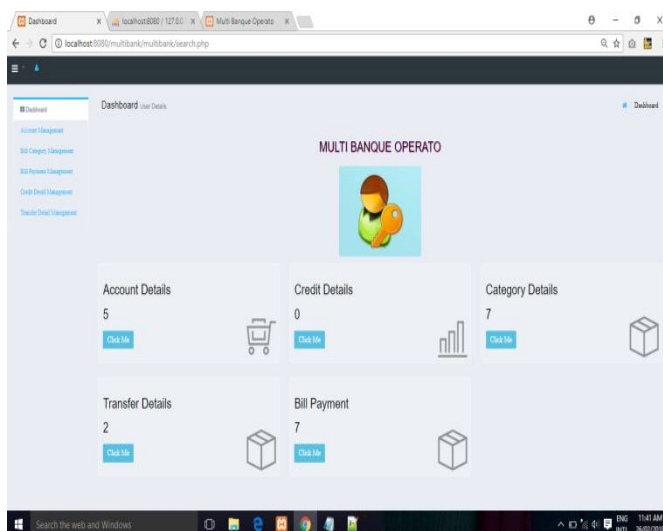 Dashboard
localhost:8080 / 127.0.0.
Multi Banque Operato
localhost:8080/multibank/multibank/search.php
Dashboard
Account Management
Bill Category Management
Bill Payment Management
Credit Detail Management
Transfer Detail Management
Dashboard User Details
Dashboard
MULTI BANQUE OPERATO
Account Details
5
Click Me
Credit Details
0
Click Me
Category Details
7
Click Me
Transfer Details
2
Click Me
Bill Payment
7
Click Me
Search the web and Windows
ENG
INTL
11:41 AM